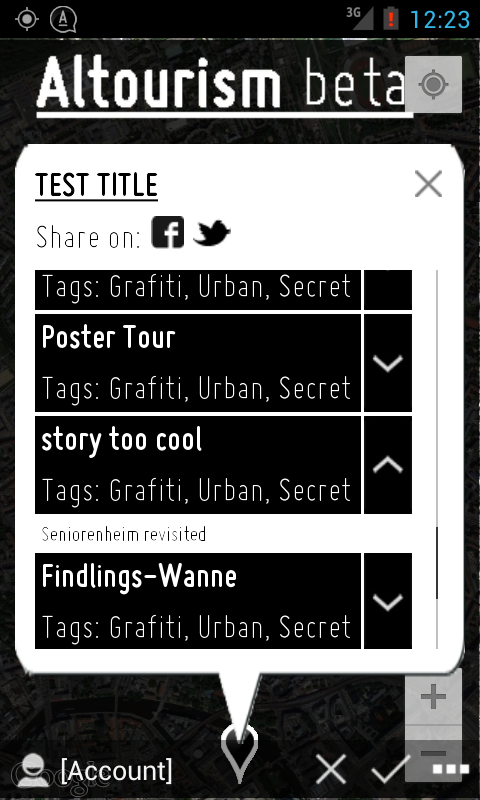 3G 12:23
Altourism beta
TEST TITLE
Share on:
Tags: Grafiti, Urban, Secret
Poster Tour
Tags: Grafiti, Urban, Secret
story too cool
Tags: Grafiti, Urban, Secret
Seniorenheim revisited
Findlings-Wanne
Tags: Grafiti, Urban, Secret
Google
[Account]